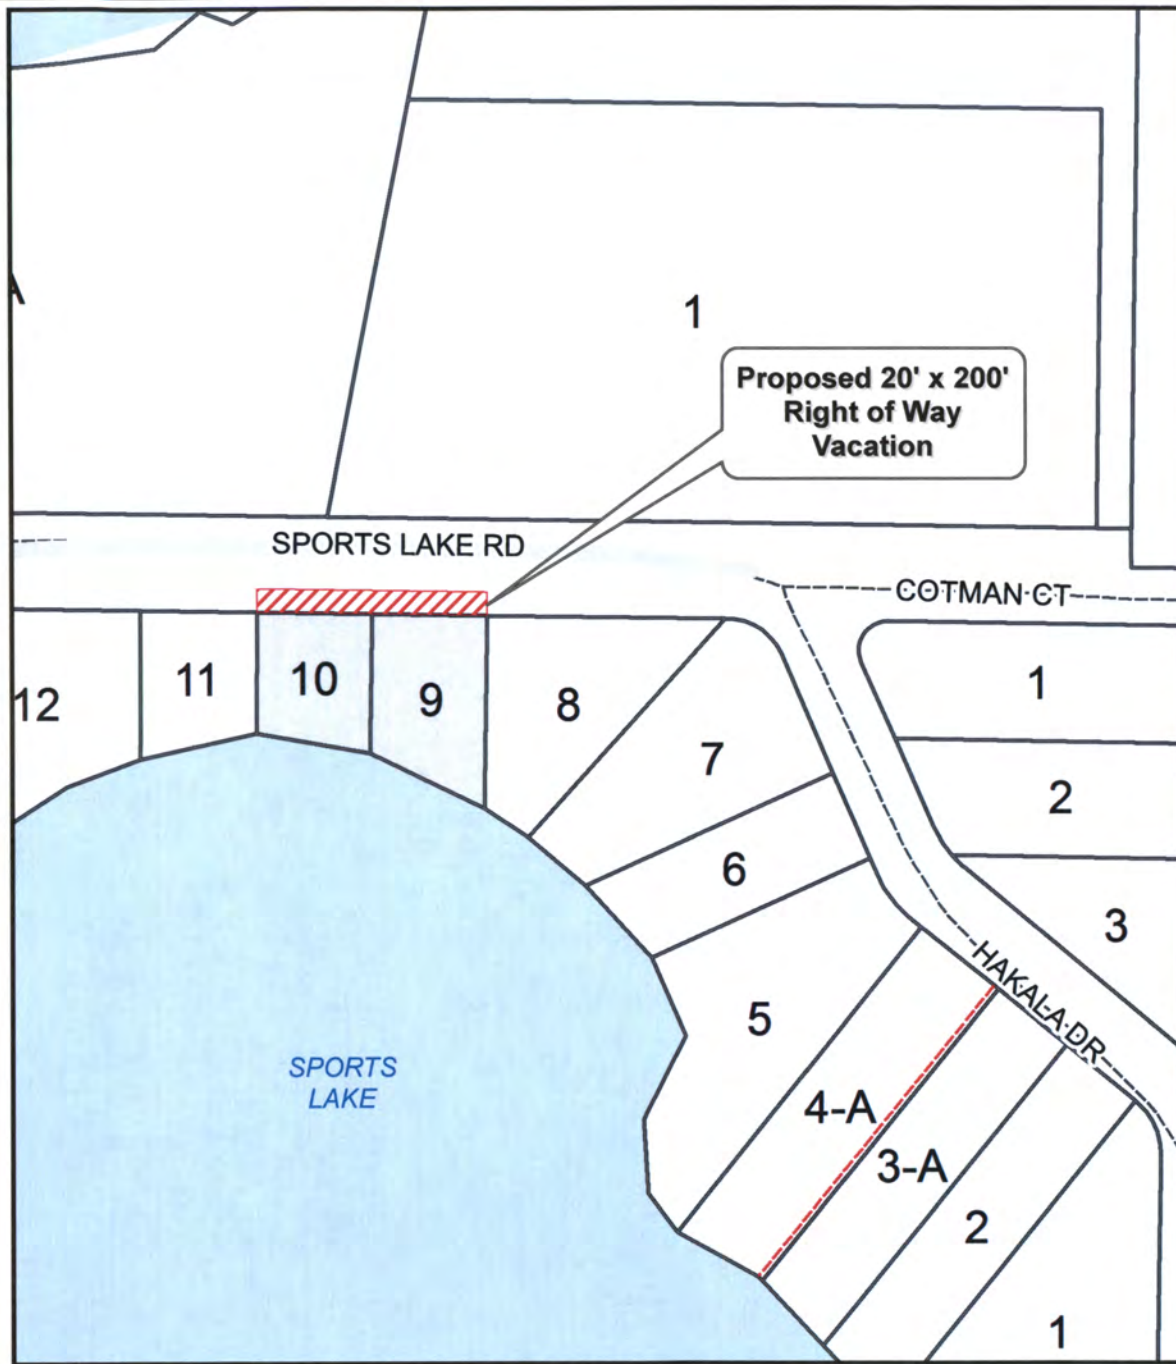 A
1
Proposed 20' x 200'
Right of Way
Vacation
SPORTS LAKE RD
COTMAN CT
12
11
10
9
8
7
6
5
4-A
3-A
2
1
1
2
3
HAKALA DR
SPORTS
LAKE